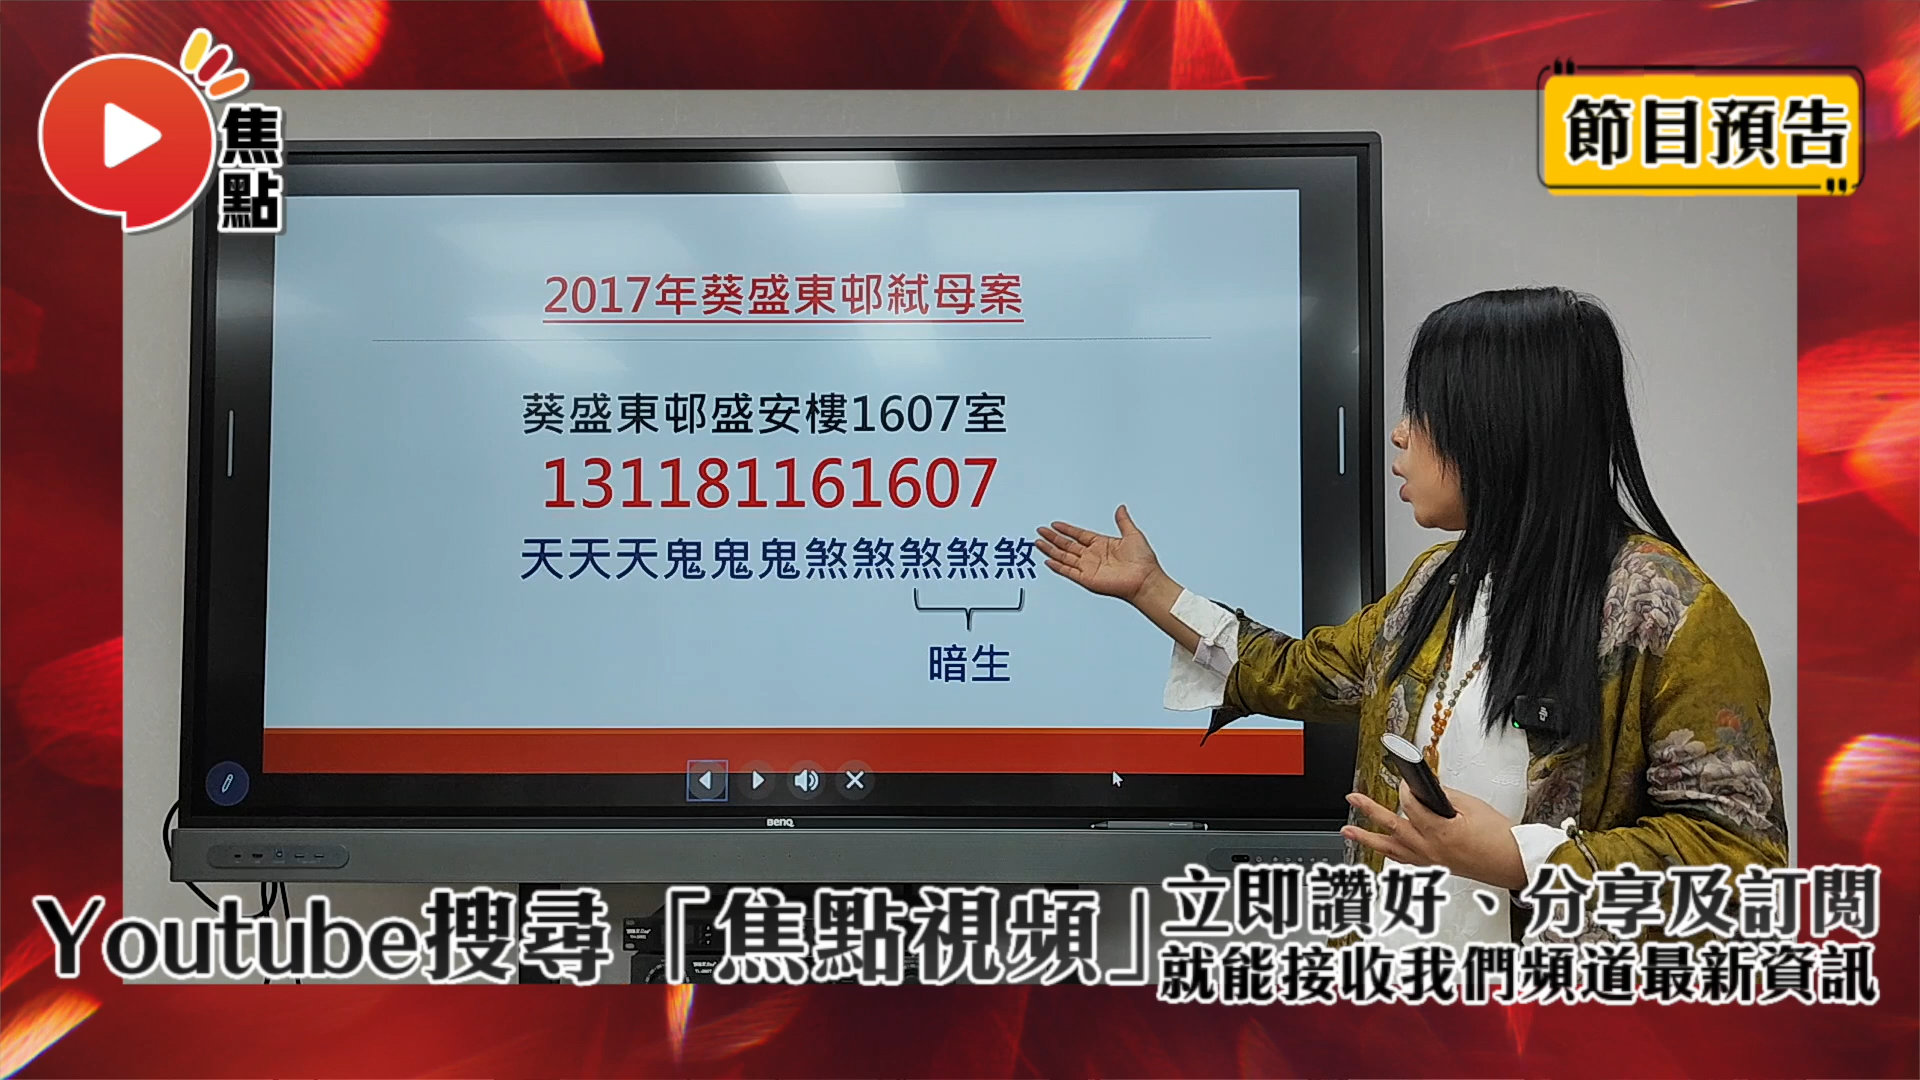 焦點
節目預告
2017年葵盛東邨弒母案
葵盛東邨盛安樓1607室
131181161607
天天天鬼鬼鬼煞煞煞煞煞
暗生
BenQ
Youtube搜尋「焦點視頻」
立即讚好、分享及訂閱
就能接收我們頻道最新資訊